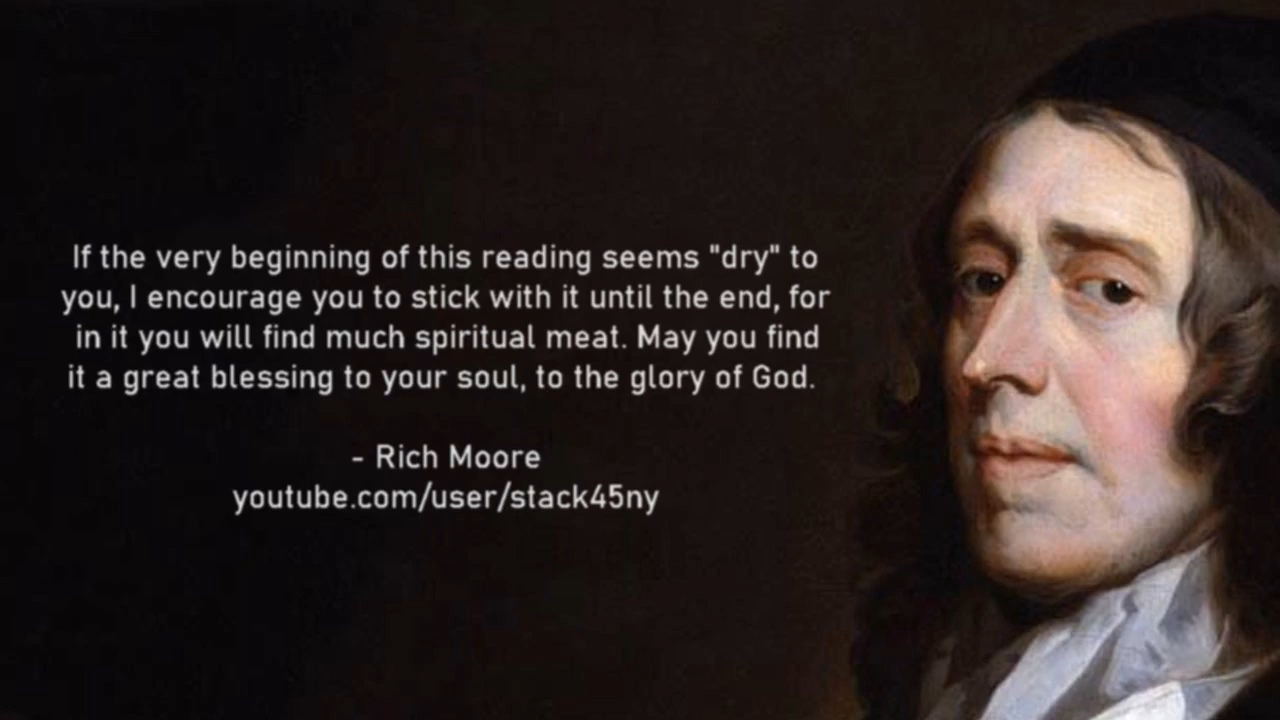 If the very beginning of this reading seems "dry" to
you, I encourage you to stick with it until the end, for
in it you will find much spiritual meat. May you find
it a great blessing to your soul, to the glory of God.
- Rich Moore
youtube.com/user/stack45ny